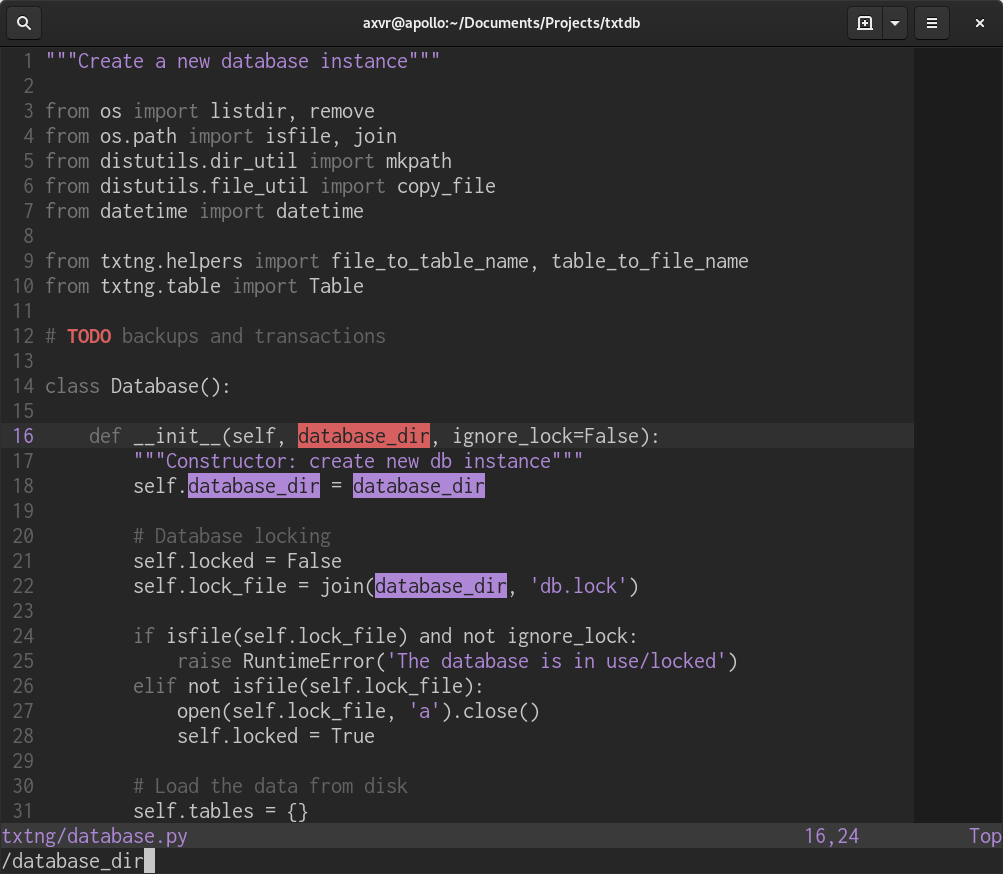 axvr@apollo:~/Documents/Projects/txtdb
1 """Create a new database instance"""
2
3 from os import listdir, remove
4 from os.path import isfile, join
5 from distutils.dir_util import mkpath
6 from distutils.file_util import copy_file
7 from datetime import datetime
8
9 from txtng.helpers import file_to_table_name, table_to_file_name
10 from txtng.table import Table
11
12 # TODO backups and transactions
13
14 class Database():
15
16     def __init__(self, database_dir, ignore_lock=False):
17         """Constructor: create new db instance"""
18         self.database_dir = database_dir
19
20         # Database locking
21         self.locked = False
22         self.lock_file = join(database_dir, 'db.lock')
23
24         if isfile(self.lock_file) and not ignore_lock:
25             raise RuntimeError('The database is in use/locked')
26         elif not isfile(self.lock_file):
27             open(self.lock_file, 'a').close()
28             self.locked = True
29
30         # Load the data from disk
31         self.tables = {}
txtng/database.py 16,24 Top
/database_dir